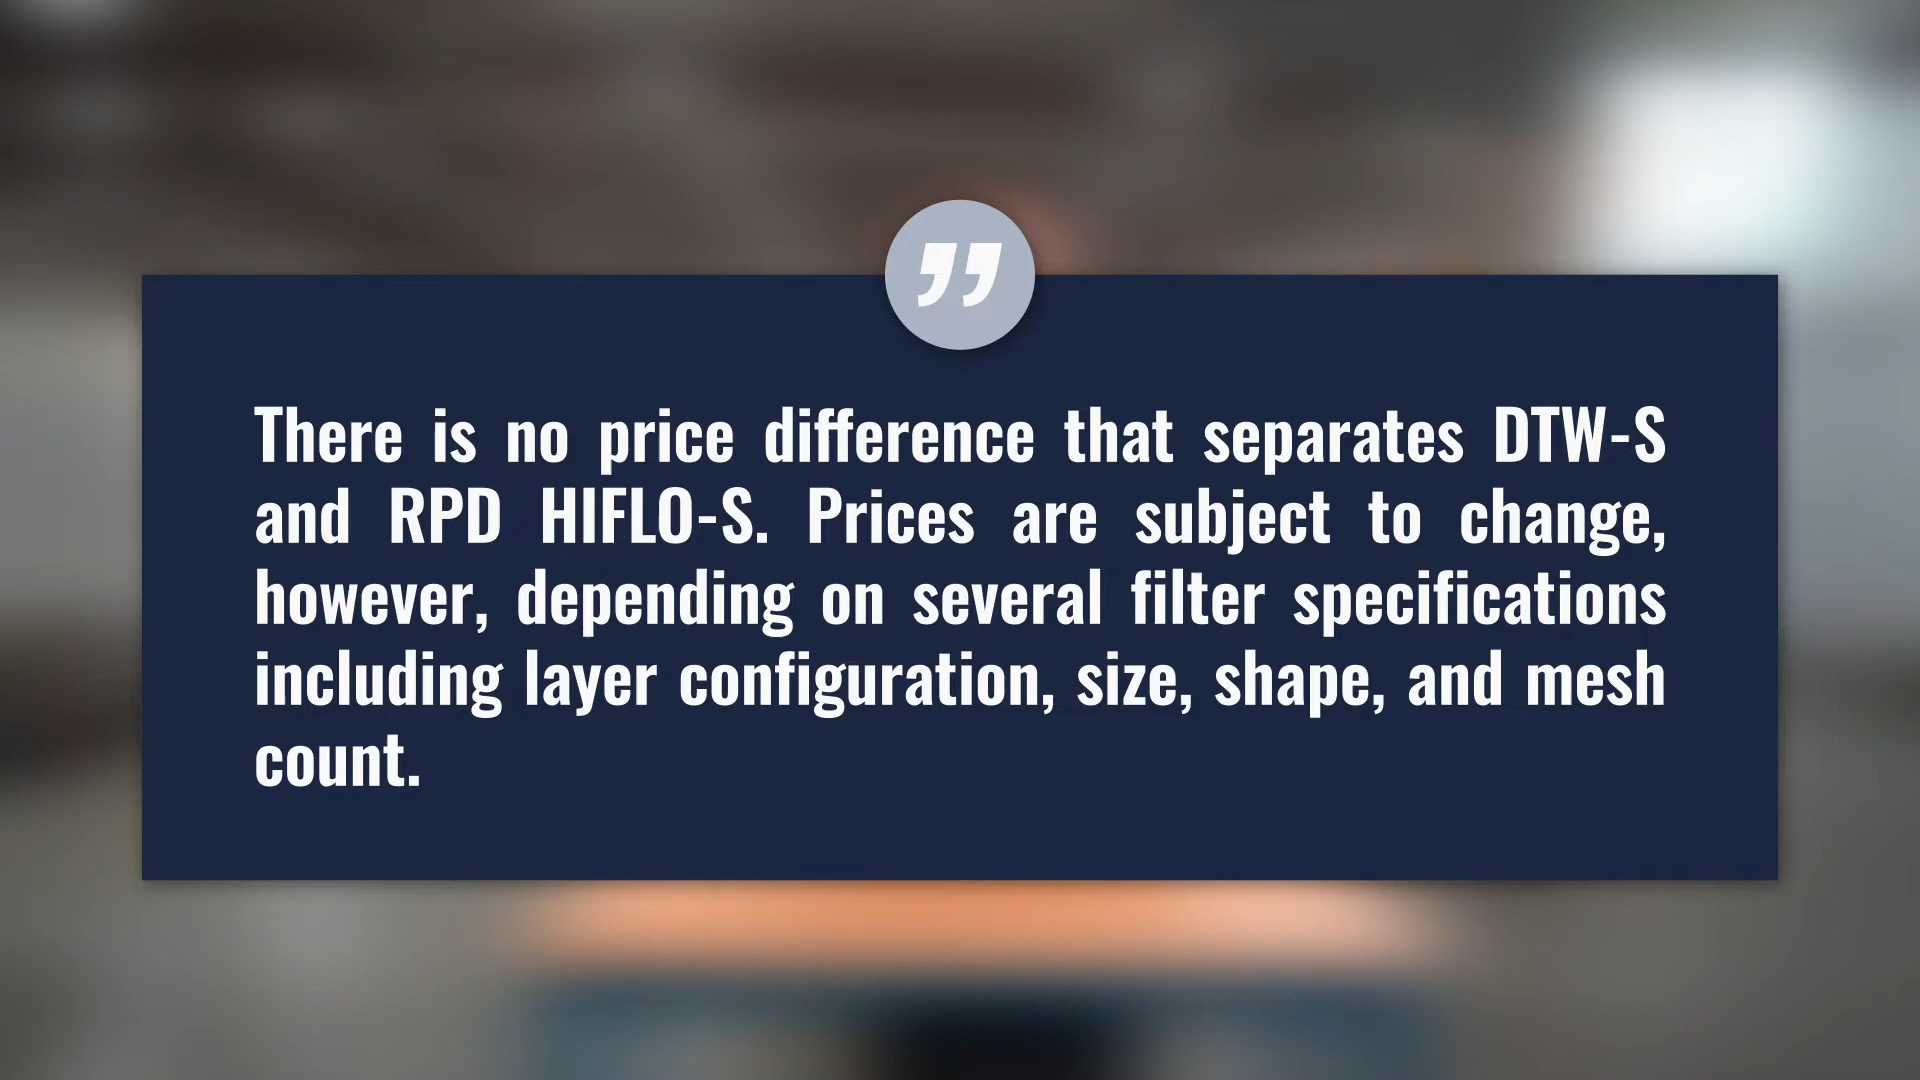 There is no price difference that separates DTW-S
and RPD HIFLO-S. Prices are subject to change,
however, depending on several filter specifications
including layer configuration, size, shape, and mesh
count.